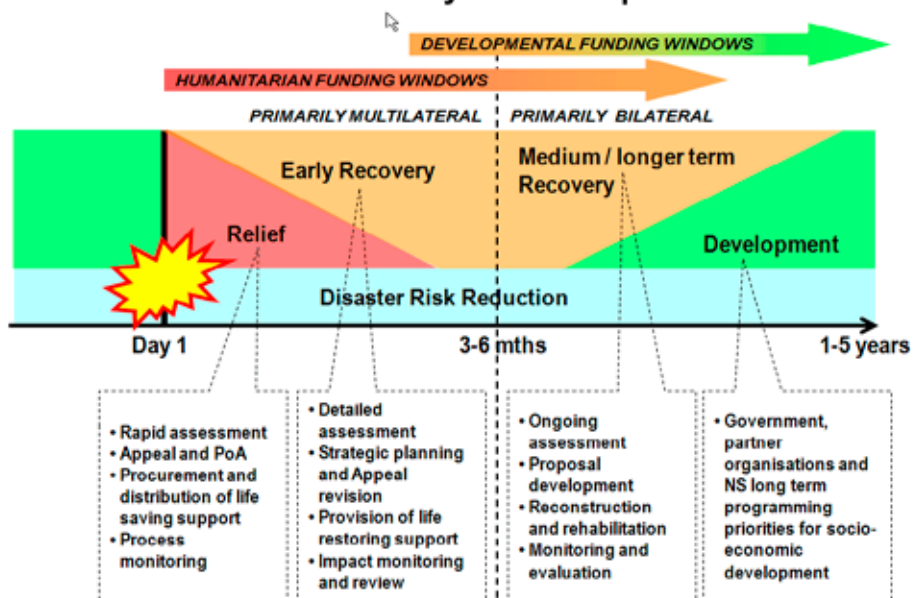 DEVELOPMENTAL FUNDING WINDOWS
HUMANITARIAN FUNDING WINDOWS
PRIMARILY MULTILATERAL
PRIMARILY BILATERAL
Early Recovery
Medium / longer term
Recovery
Relief
Development
Disaster Risk Reduction
Day 1
3-6 mths
1-5 years
• Rapid assessment
• Appeal and PoA
• Procurement and
distribution of life
saving support
• Process
monitoring
• Detailed
assessment
• Strategic planning
and Appeal
revision
• Provision of life
restoring support
• Impact monitoring
and review
• Ongoing
assessment
• Proposal
development
• Reconstruction
and rehabilitation
• Monitoring and
evaluation
• Government,
partner
organisations and
NS long term
programming
priorities for socio-
economic
development